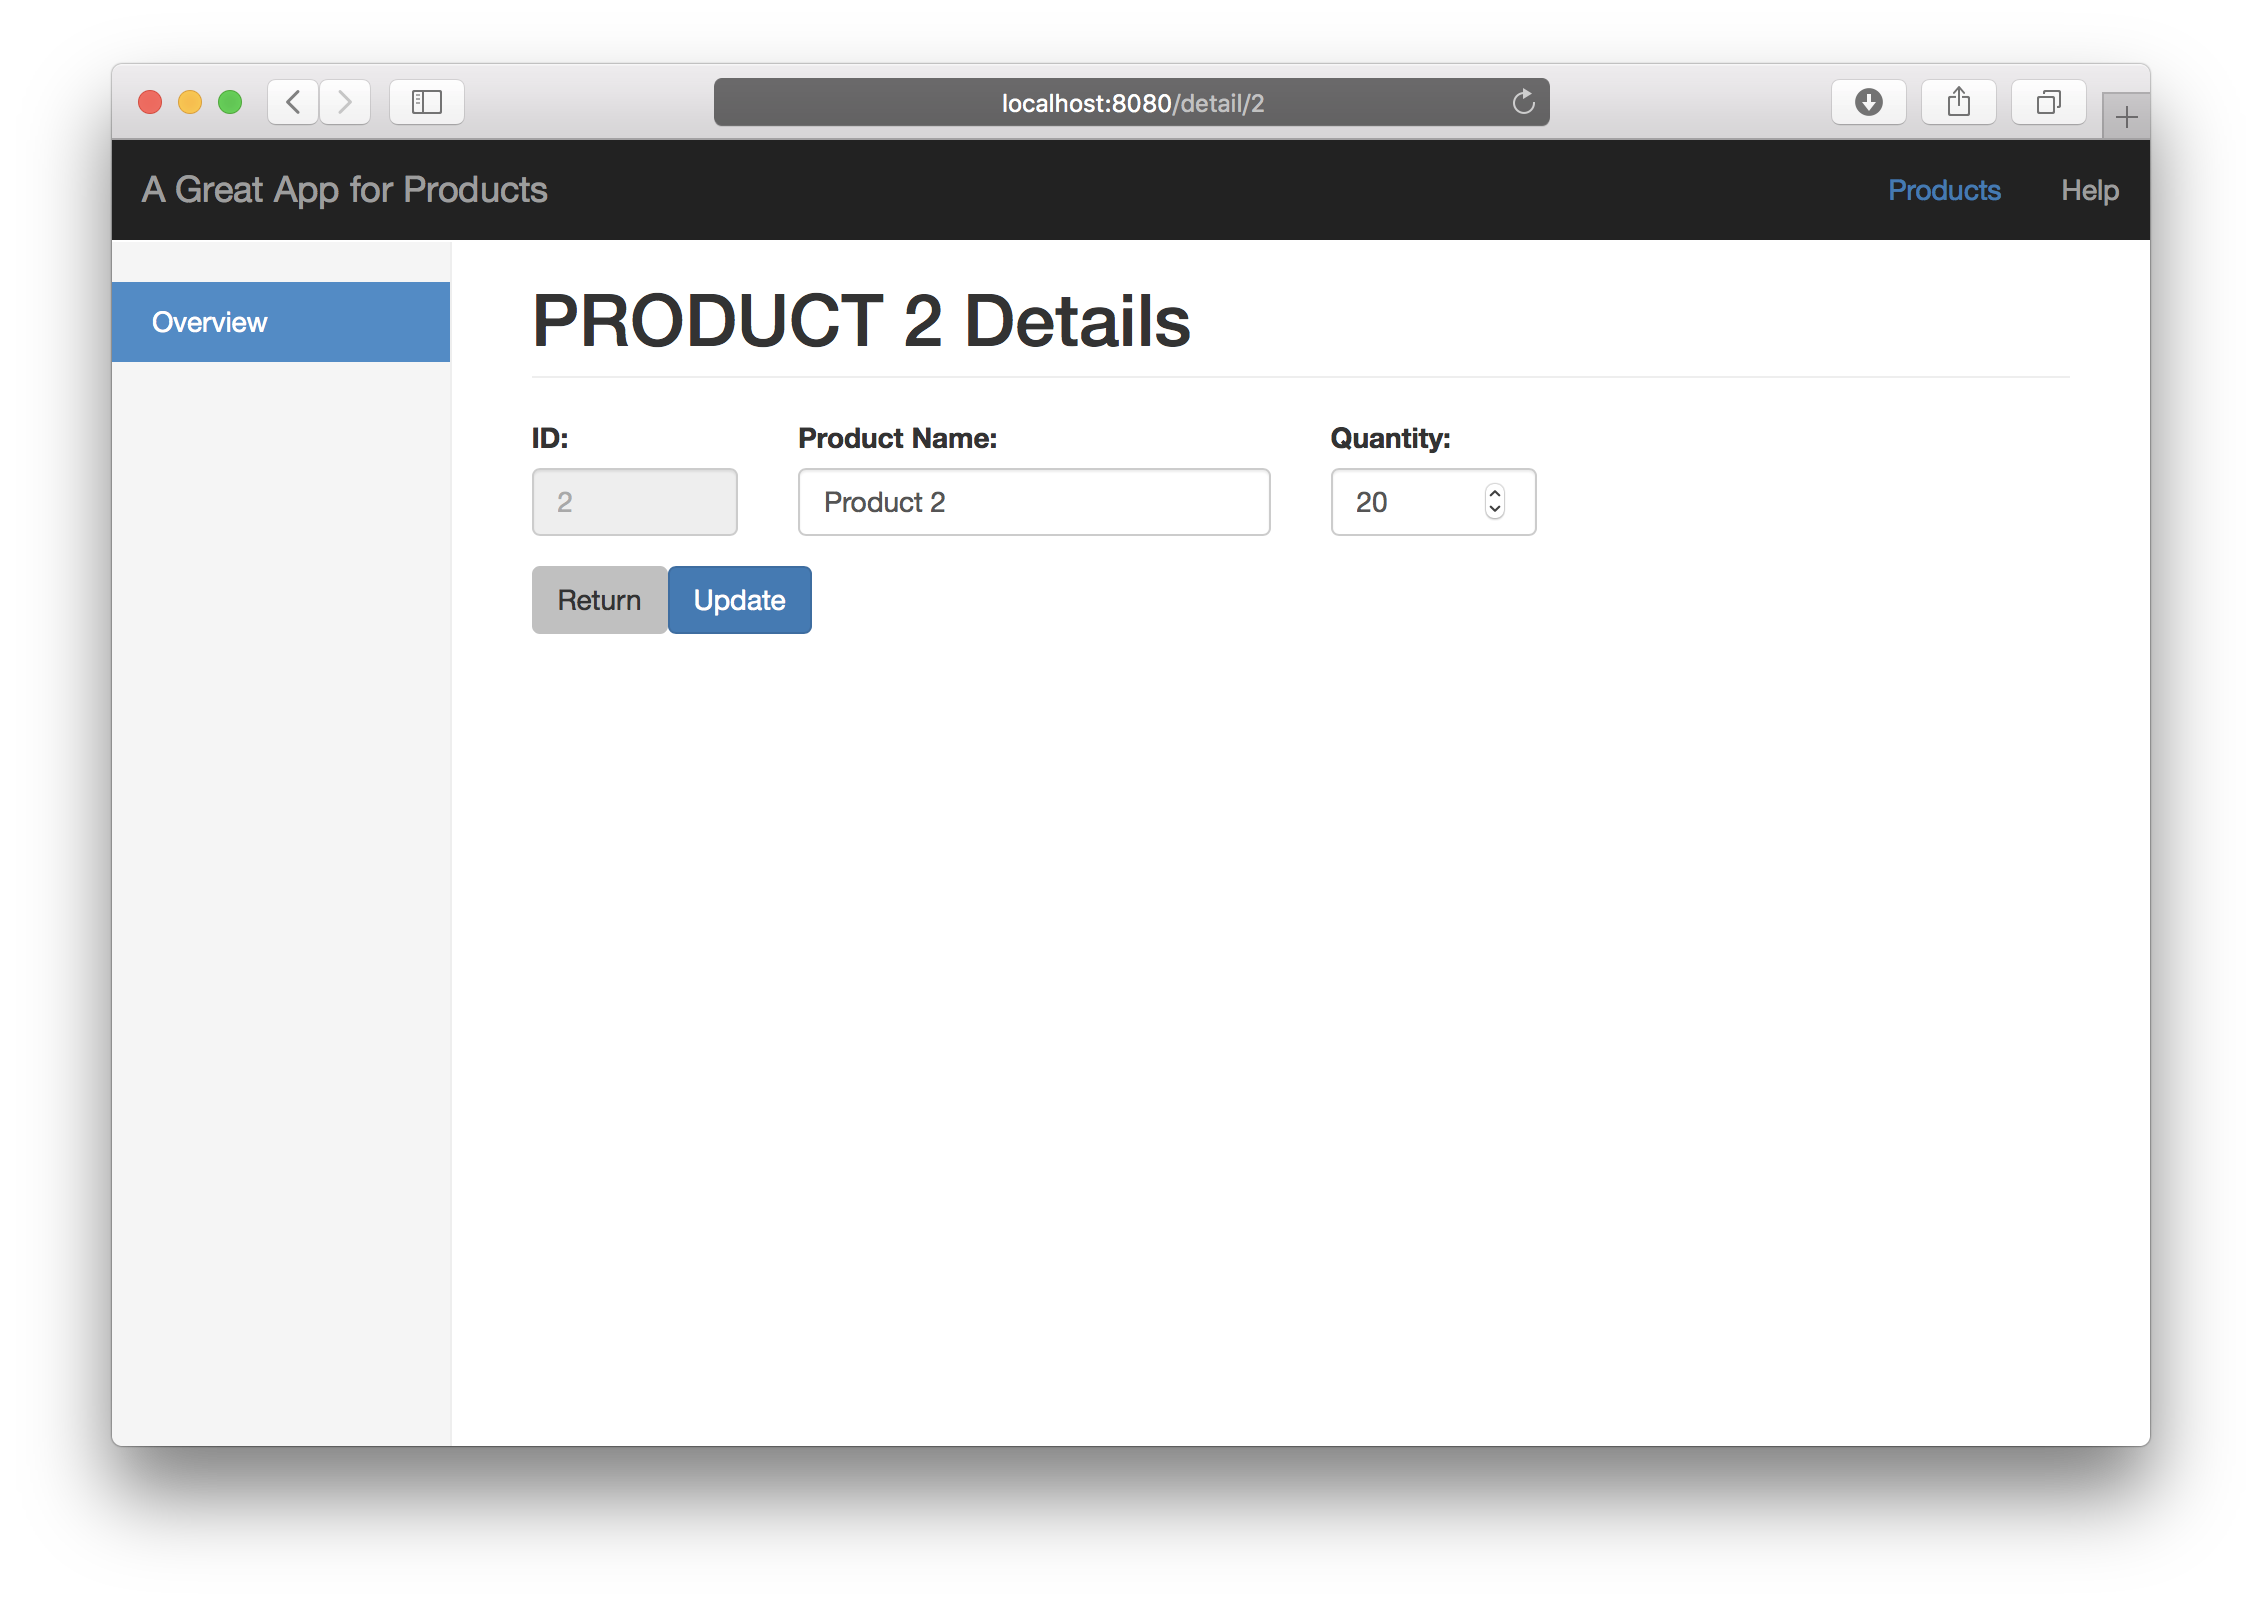 localhost:8080/detail/2
A Great App for Products
Products
Help
Overview
PRODUCT 2 Details
ID:
Product Name:
Quantity:
2
Product 2
20
Return
Update